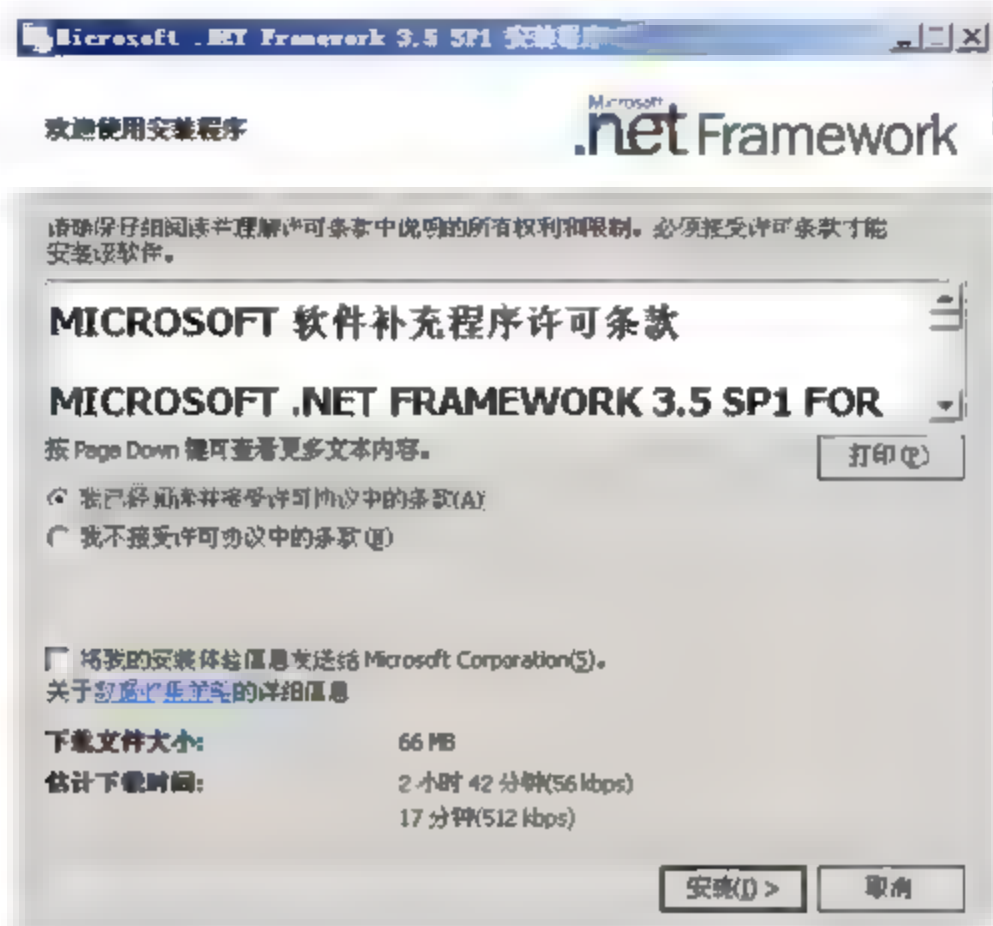 Microsoft .NET Framework 3.5 SP1 安装程序
欢迎使用安装程序
Microsoft
.net Framework
请确保仔细阅读并理解许可条款中说明的所有权利和限制。必须接受许可条款才能
安装该软件。
MICROSOFT 软件补充程序许可条款
MICROSOFT .NET FRAMEWORK 3.5 SP1 FOR
按 Page Down 键可查看更多文本内容。
打印(P)
我已经阅读并接受许可协议中的条款(A)
我不接受许可协议中的条款(N)
将我的安装体验信息发送给 Microsoft Corporation(S)。
关于数据收集策略的详细信息
下载文件大小: 66 MB
估计下载时间: 2 小时 42 分钟(56 kbps)
17 分钟(512 kbps)
安装(I) >
取消